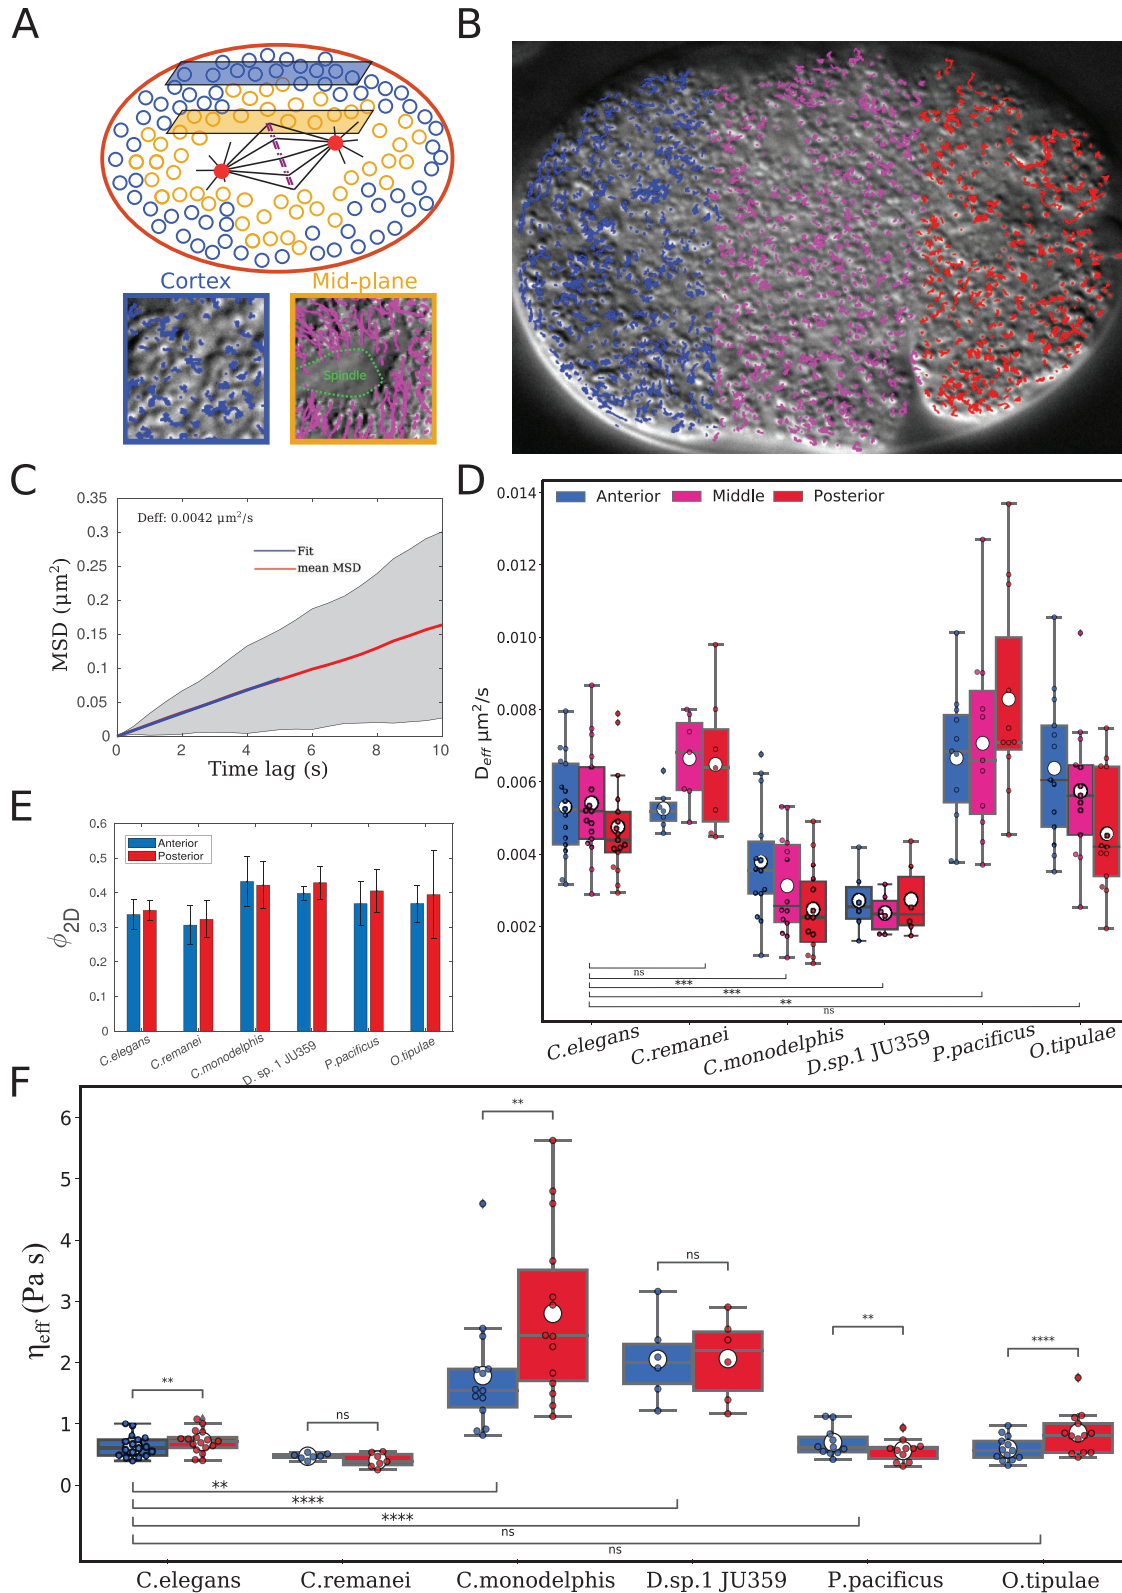 A
B
Cortex
Mid-plane
Spindle
C
0.35
0.3
0.25
0.2
0.15
0.1
0.05
0
Deff: 0.0042 µm²/s
Fit
mean MSD
MSD (µm²)
0
2
4
6
8
10
Time lag (s)
D
0.014
0.012
0.010
0.008
0.006
0.004
0.002
Deff µm²/s
Anterior
Middle
Posterior
ns
***
***
**
ns
C.elegans
C.remanei
C.monodelphis
D.sp.1 JU359
P.pacificus
O.tipulae
E
0.6
0.5
0.4
0.3
0.2
0.1
0
ϕ2D
Anterior
Posterior
C.elegans
C.remanei
C.monodelphis
D. sp. 1 JU359
P.pacificus
O.tipulae
F
6
5
4
3
2
1
0
ηeff (Pa s)
**
ns
**
ns
**
****
**
****
****
ns
ns
C.elegans
C.remanei
C.monodelphis
D.sp.1 JU359
P.pacificus
O.tipulae